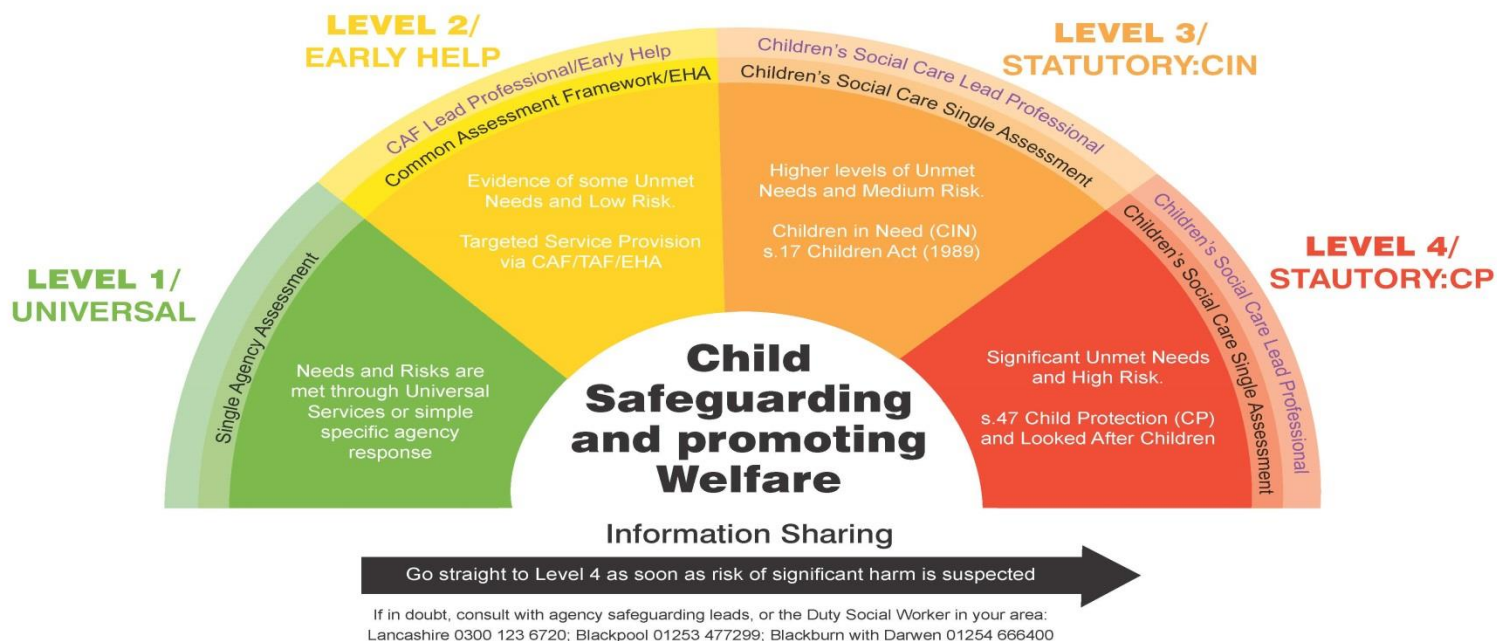 LEVEL 1/
UNIVERSAL
Single Agency Assessment
Needs and Risks are
met through Universal
Services or simple
specific agency
response
LEVEL 2/
EARLY HELP
CAF Lead Professional/Early Help
Common Assessment Framework/EHA
Evidence of some Unmet
Needs and Low Risk.
Targeted Service Provision
via CAF/TAF/EHA
LEVEL 3/
STATUTORY:CIN
Children's Social Care Lead Professional
Children's Social Care Single Assessment
Higher levels of Unmet
Needs and Medium Risk.
Children in Need (CIN)
s.17 Children Act (1989)
LEVEL 4/
STAUTORY:CP
Children's Social Care Lead Professional
Children's Social Care Single Assessment
Significant Unmet Needs
and High Risk.
s.47 Child Protection (CP)
and Looked After Children
Child
Safeguarding
and promoting
Welfare
Information Sharing
Go straight to Level 4 as soon as risk of significant harm is suspected
If in doubt, consult with agency safeguarding leads, or the Duty Social Worker in your area:
Lancashire 0300 123 6720; Blackpool 01253 477299; Blackburn with Darwen 01254 666400